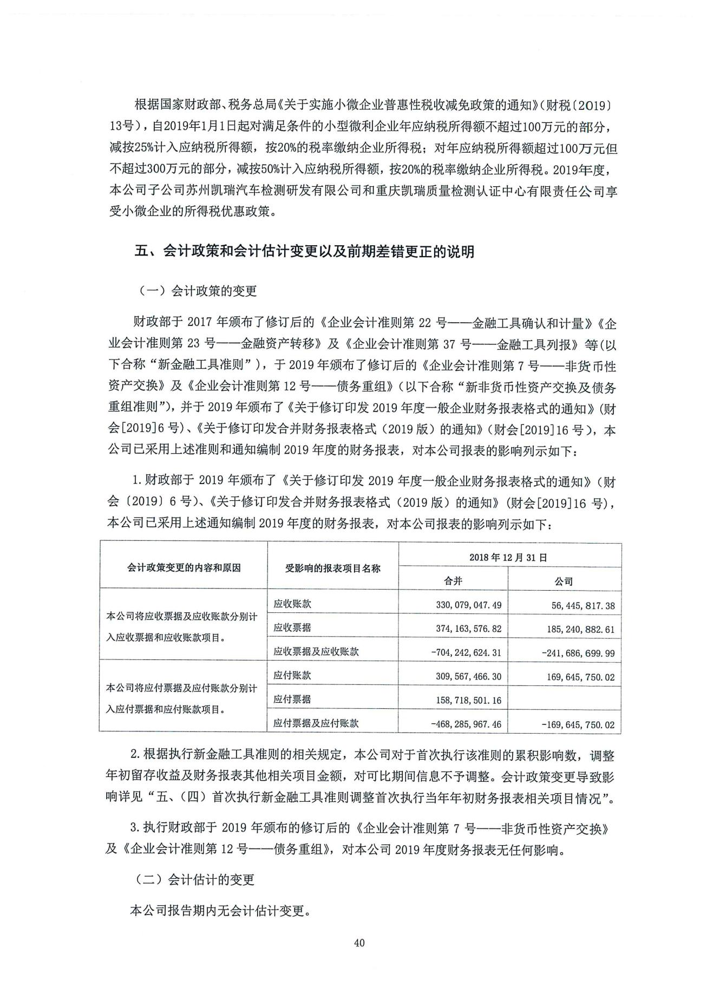 根据国家财政部、税务总局《关于实施小微企业普惠性税收减免政策的通知》（财税〔2019〕
13号），自2019年1月1日起对满足条件的小型微利企业年应纳税所得额不超过100万元的部分，
减按25%计入应纳税所得额，按20%的税率缴纳企业所得税；对年应纳税所得额超过100万元但
不超过300万元的部分，减按50%计入应纳税所得额，按20%的税率缴纳企业所得税。2019年度，
本公司子公司苏州凯瑞汽车检测研发有限公司和重庆凯瑞质量检测认证中心有限责任公司享
受小微企业的所得税优惠政策。
五、会计政策和会计估计变更以及前期差错更正的说明
（一）会计政策的变更
财政部于 2017 年颁布了修订后的《企业会计准则第 22 号——金融工具确认和计量》《企
业会计准则第 23 号——金融资产转移》及《企业会计准则第 37 号——金融工具列报》等(以
下合称“新金融工具准则”)，于 2019 年颁布了修订后的《企业会计准则第 7 号——非货币性
资产交换》及《企业会计准则第 12 号——债务重组》（以下合称“新非货币性资产交换及债务
重组准则”），并于 2019 年颁布了《关于修订印发 2019 年度一般企业财务报表格式的通知》(财
会[2019]6 号)、《关于修订印发合并财务报表格式（2019 版）的通知》（财会[2019]16 号），本
公司已采用上述准则和通知编制 2019 年度的财务报表，对本公司报表的影响列示如下：
1.财政部于 2019 年颁布了《关于修订印发 2019 年度一般企业财务报表格式的通知》（财
会〔2019〕6 号）、《关于修订印发合并财务报表格式（2019 版）的通知》(财会[2019]16 号)，
本公司已采用上述通知编制 2019 年度的财务报表，对本公司报表的影响列示如下：
会计政策变更的内容和原因 受影响的报表项目名称 2018 年 12 月 31 日
合并 公司
本公司将应收票据及应收账款分别计
入应收票据和应收账款项目。
应收账款 330,079,047.49 56,445,817.38
应收票据 374,163,576.82 185,240,882.61
应收票据及应收账款 -704,242,624.31 -241,686,699.99
本公司将应付票据及应付账款分别计
入应付票据和应付账款项目。
应付账款 309,567,466.30 169,645,750.02
应付票据 158,718,501.16
应付票据及应付账款 -468,285,967.46 -169,645,750.02
2.根据执行新金融工具准则的相关规定，本公司对于首次执行该准则的累积影响数，调整
年初留存收益及财务报表其他相关项目金额，对可比期间信息不予调整。会计政策变更导致影
响详见“五、（四）首次执行新金融工具准则调整首次执行当年年初财务报表相关项目情况”。
3.执行财政部于 2019 年颁布的修订后的《企业会计准则第 7 号——非货币性资产交换》
及《企业会计准则第 12 号——债务重组》，对本公司 2019 年度财务报表无任何影响。
（二）会计估计的变更
本公司报告期内无会计估计变更。
40